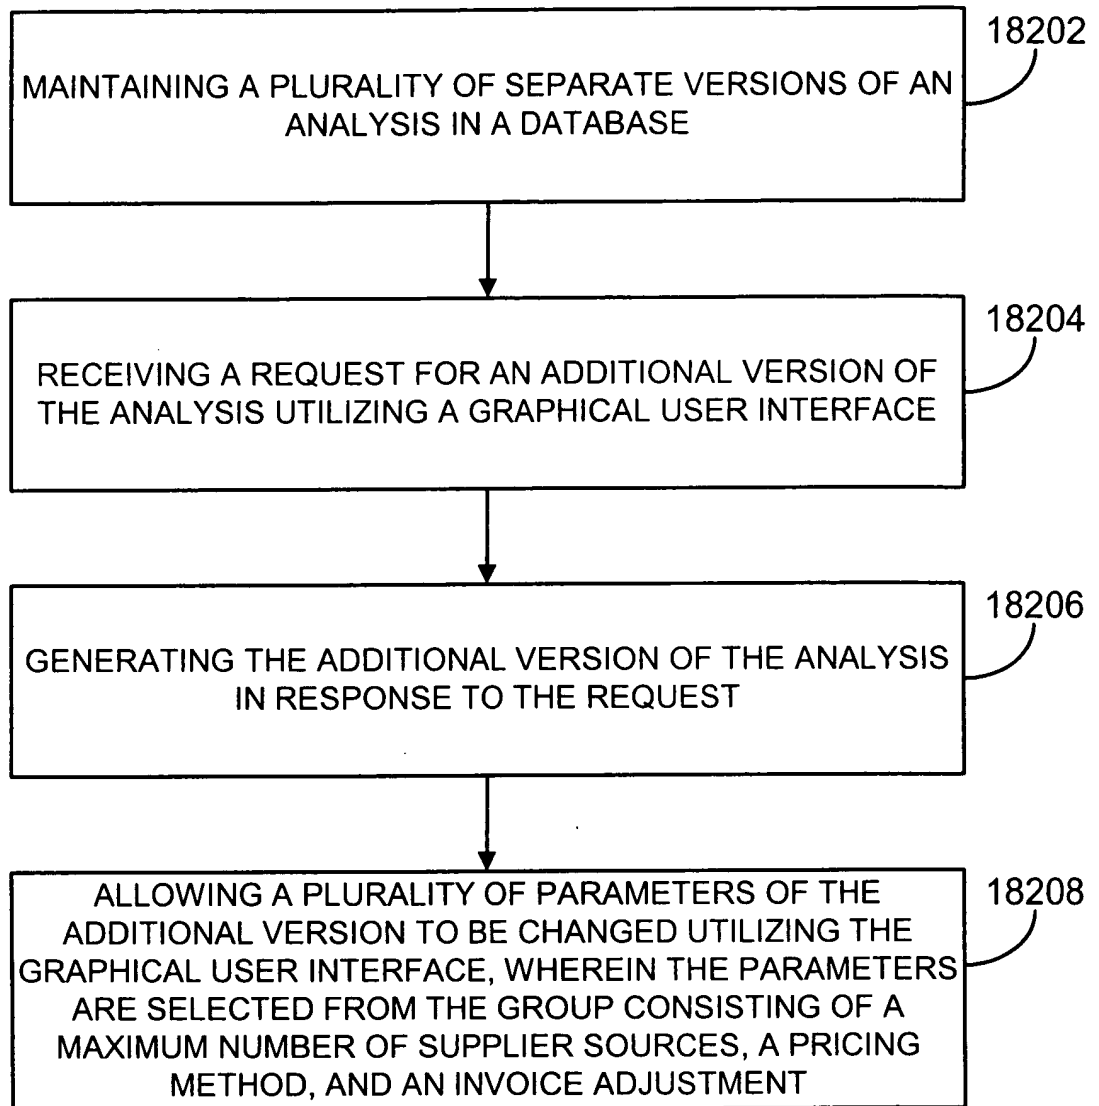 18202
MAINTAINING A PLURALITY OF SEPARATE VERSIONS OF AN
ANALYSIS IN A DATABASE
18204
RECEIVING A REQUEST FOR AN ADDITIONAL VERSION OF
THE ANALYSIS UTILIZING A GRAPHICAL USER INTERFACE
18206
GENERATING THE ADDITIONAL VERSION OF THE ANALYSIS
IN RESPONSE TO THE REQUEST
18208
ALLOWING A PLURALITY OF PARAMETERS OF THE
ADDITIONAL VERSION TO BE CHANGED UTILIZING THE
GRAPHICAL USER INTERFACE, WHEREIN THE PARAMETERS
ARE SELECTED FROM THE GROUP CONSISTING OF A
MAXIMUM NUMBER OF SUPPLIER SOURCES, A PRICING
METHOD, AND AN INVOICE ADJUSTMENT